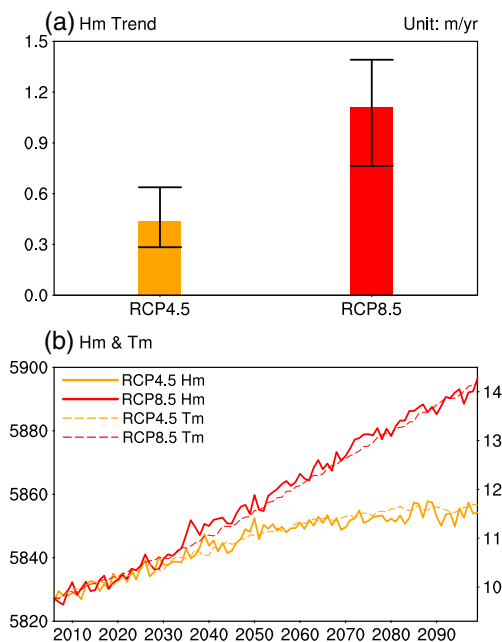 (a) Hm Trend Unit: m/yr
1.5
1.2
0.9
0.6
0.3
0.0
RCP4.5 RCP8.5
(b) Hm & Tm
5900
5880
5860
5840
5820
RCP4.5 Hm
RCP8.5 Hm
RCP4.5 Tm
RCP8.5 Tm
14
13
12
11
10
2010 2020 2030 2040 2050 2060 2070 2080 2090